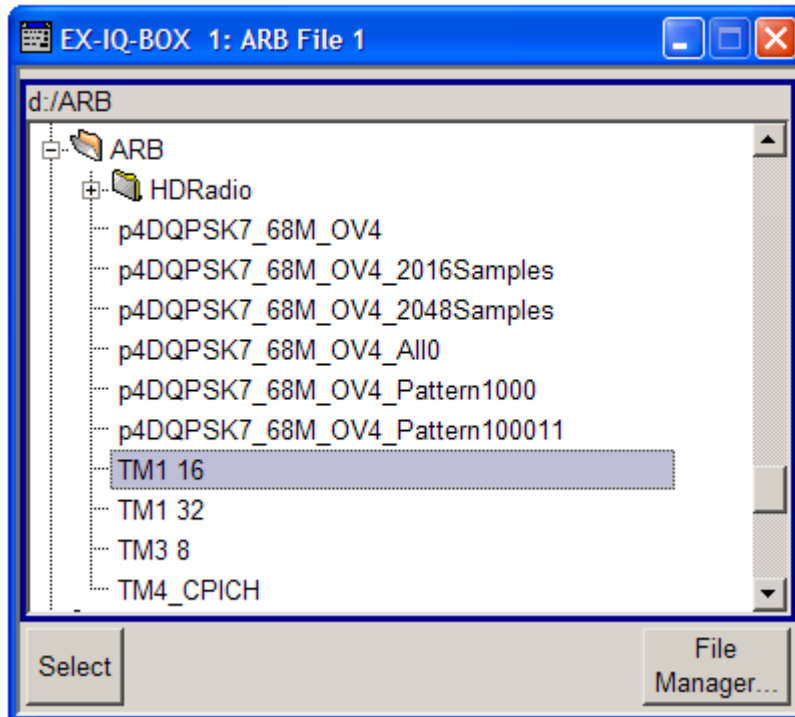 EX-IQ-BOX 1: ARB File 1
d:/ARB
ARB
HDRadio
p4DQPSK7_68M_OV4
p4DQPSK7_68M_OV4_2016Samples
p4DQPSK7_68M_OV4_2048Samples
p4DQPSK7_68M_OV4_All0
p4DQPSK7_68M_OV4_Pattern1000
p4DQPSK7_68M_OV4_Pattern100011
TM1 16
TM1 32
TM3 8
TM4_CPICH
Select
File
Manager...